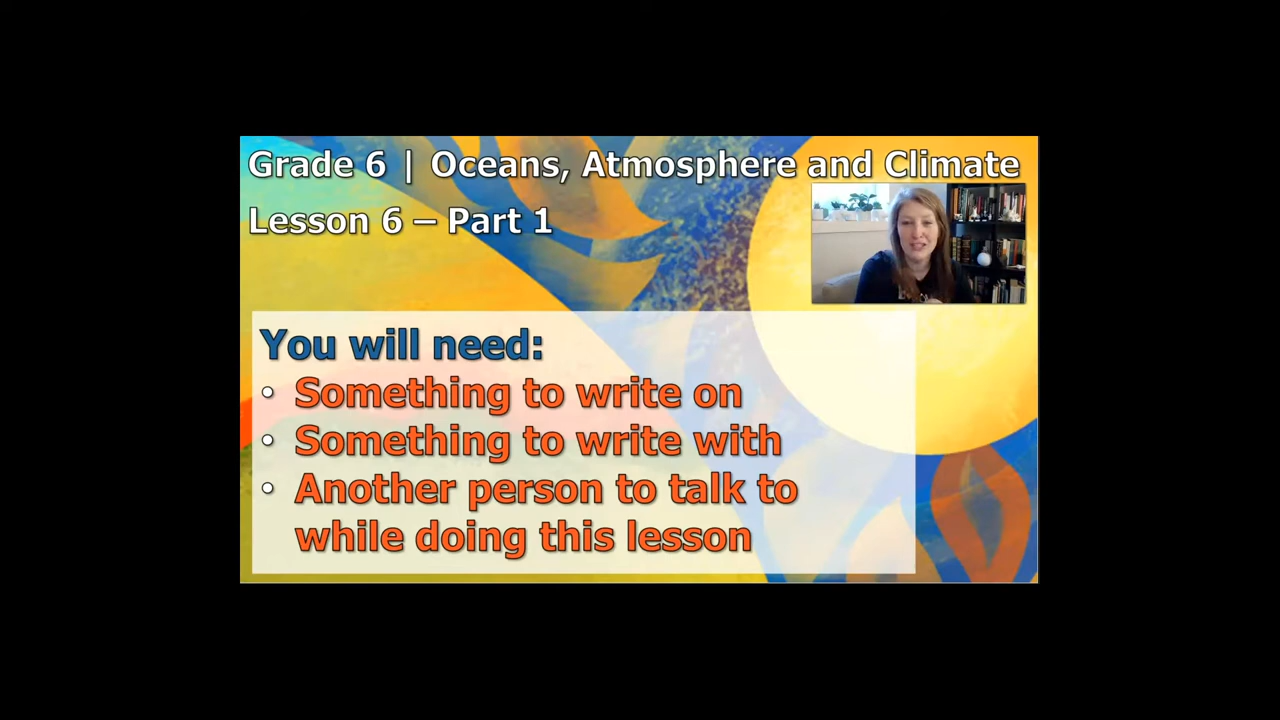 Grade 6 | Oceans, Atmosphere and Climate
Lesson 6 – Part 1
You will need:
• Something to write on
• Something to write with
• Another person to talk to
while doing this lesson